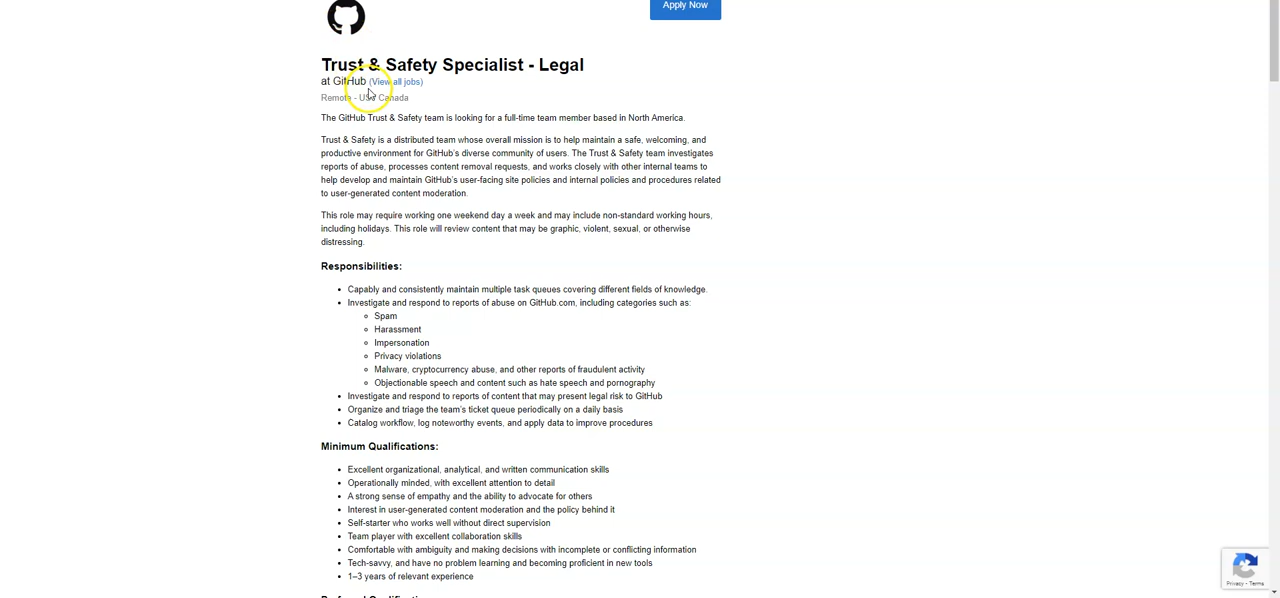 Apply Now
Trust & Safety Specialist - Legal
at GitHub (View all jobs)
Remote - US / Canada
The GitHub Trust & Safety team is looking for a full-time team member based in North America.
Trust & Safety is a distributed team whose overall mission is to help maintain a safe, welcoming, and
productive environment for GitHub's diverse community of users. The Trust & Safety team investigates
reports of abuse, processes content removal requests, and works closely with other internal teams to
help develop and maintain GitHub's user-facing site policies and internal policies and procedures related
to user-generated content moderation.
This role may require working one weekend day a week and may include non-standard working hours,
including holidays. This role will review content that may be graphic, violent, sexual, or otherwise
distressing.
Responsibilities:
• Capably and consistently maintain multiple task queues covering different fields of knowledge.
• Investigate and respond to reports of abuse on GitHub.com, including categories such as:
○ Spam
○ Harassment
○ Impersonation
○ Privacy violations
○ Malware, cryptocurrency abuse, and other reports of fraudulent activity
○ Objectionable speech and content such as hate speech and pornography
• Investigate and respond to reports of content that may present legal risk to GitHub
• Organize and triage the team's ticket queue periodically on a daily basis
• Catalog workflow, log noteworthy events, and apply data to improve procedures
Minimum Qualifications:
• Excellent organizational, analytical, and written communication skills
• Operationally minded, with excellent attention to detail
• A strong sense of empathy and the ability to advocate for others
• Interest in user-generated content moderation and the policy behind it
• Self-starter who works well without direct supervision
• Team player with excellent collaboration skills
• Comfortable with ambiguity and making decisions with incomplete or conflicting information
• Tech-savvy, and have no problem learning and becoming proficient in new tools
• 1–3 years of relevant experience
Privacy - Terms